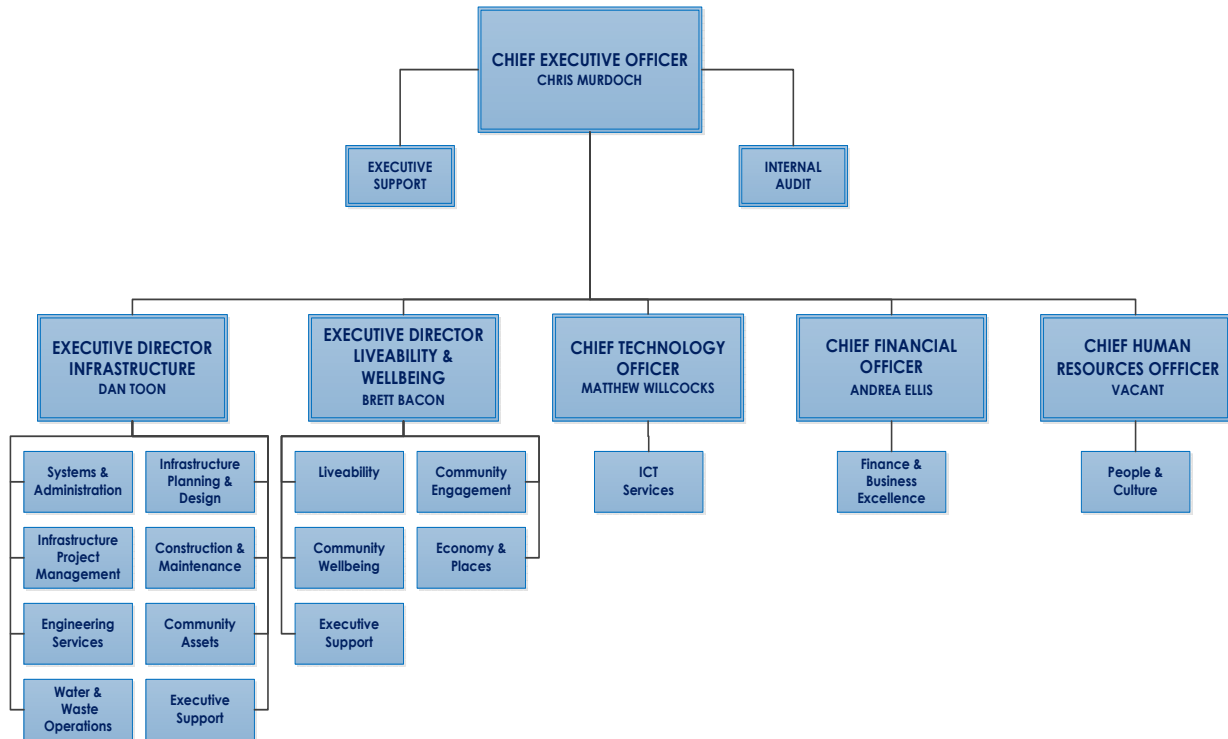 CHIEF EXECUTIVE OFFICER
CHRIS MURDOCH
EXECUTIVE
SUPPORT
INTERNAL
AUDIT
EXECUTIVE DIRECTOR
INFRASTRUCTURE
DAN TOON
EXECUTIVE DIRECTOR
LIVEABILITY &
WELLBEING
BRETT BACON
CHIEF TECHNOLOGY
OFFICER
MATTHEW WILLCOCKS
CHIEF FINANCIAL
OFFICER
ANDREA ELLIS
CHIEF HUMAN
RESOURCES OFFFICER
VACANT
Systems &
Administration
Infrastructure
Planning &
Design
Infrastructure
Project
Management
Construction &
Maintenance
Engineering
Services
Community
Assets
Water &
Waste
Operations
Executive
Support
Liveability
Community
Engagement
Community
Wellbeing
Economy &
Places
Executive
Support
ICT
Services
Finance &
Business
Excellence
People &
Culture